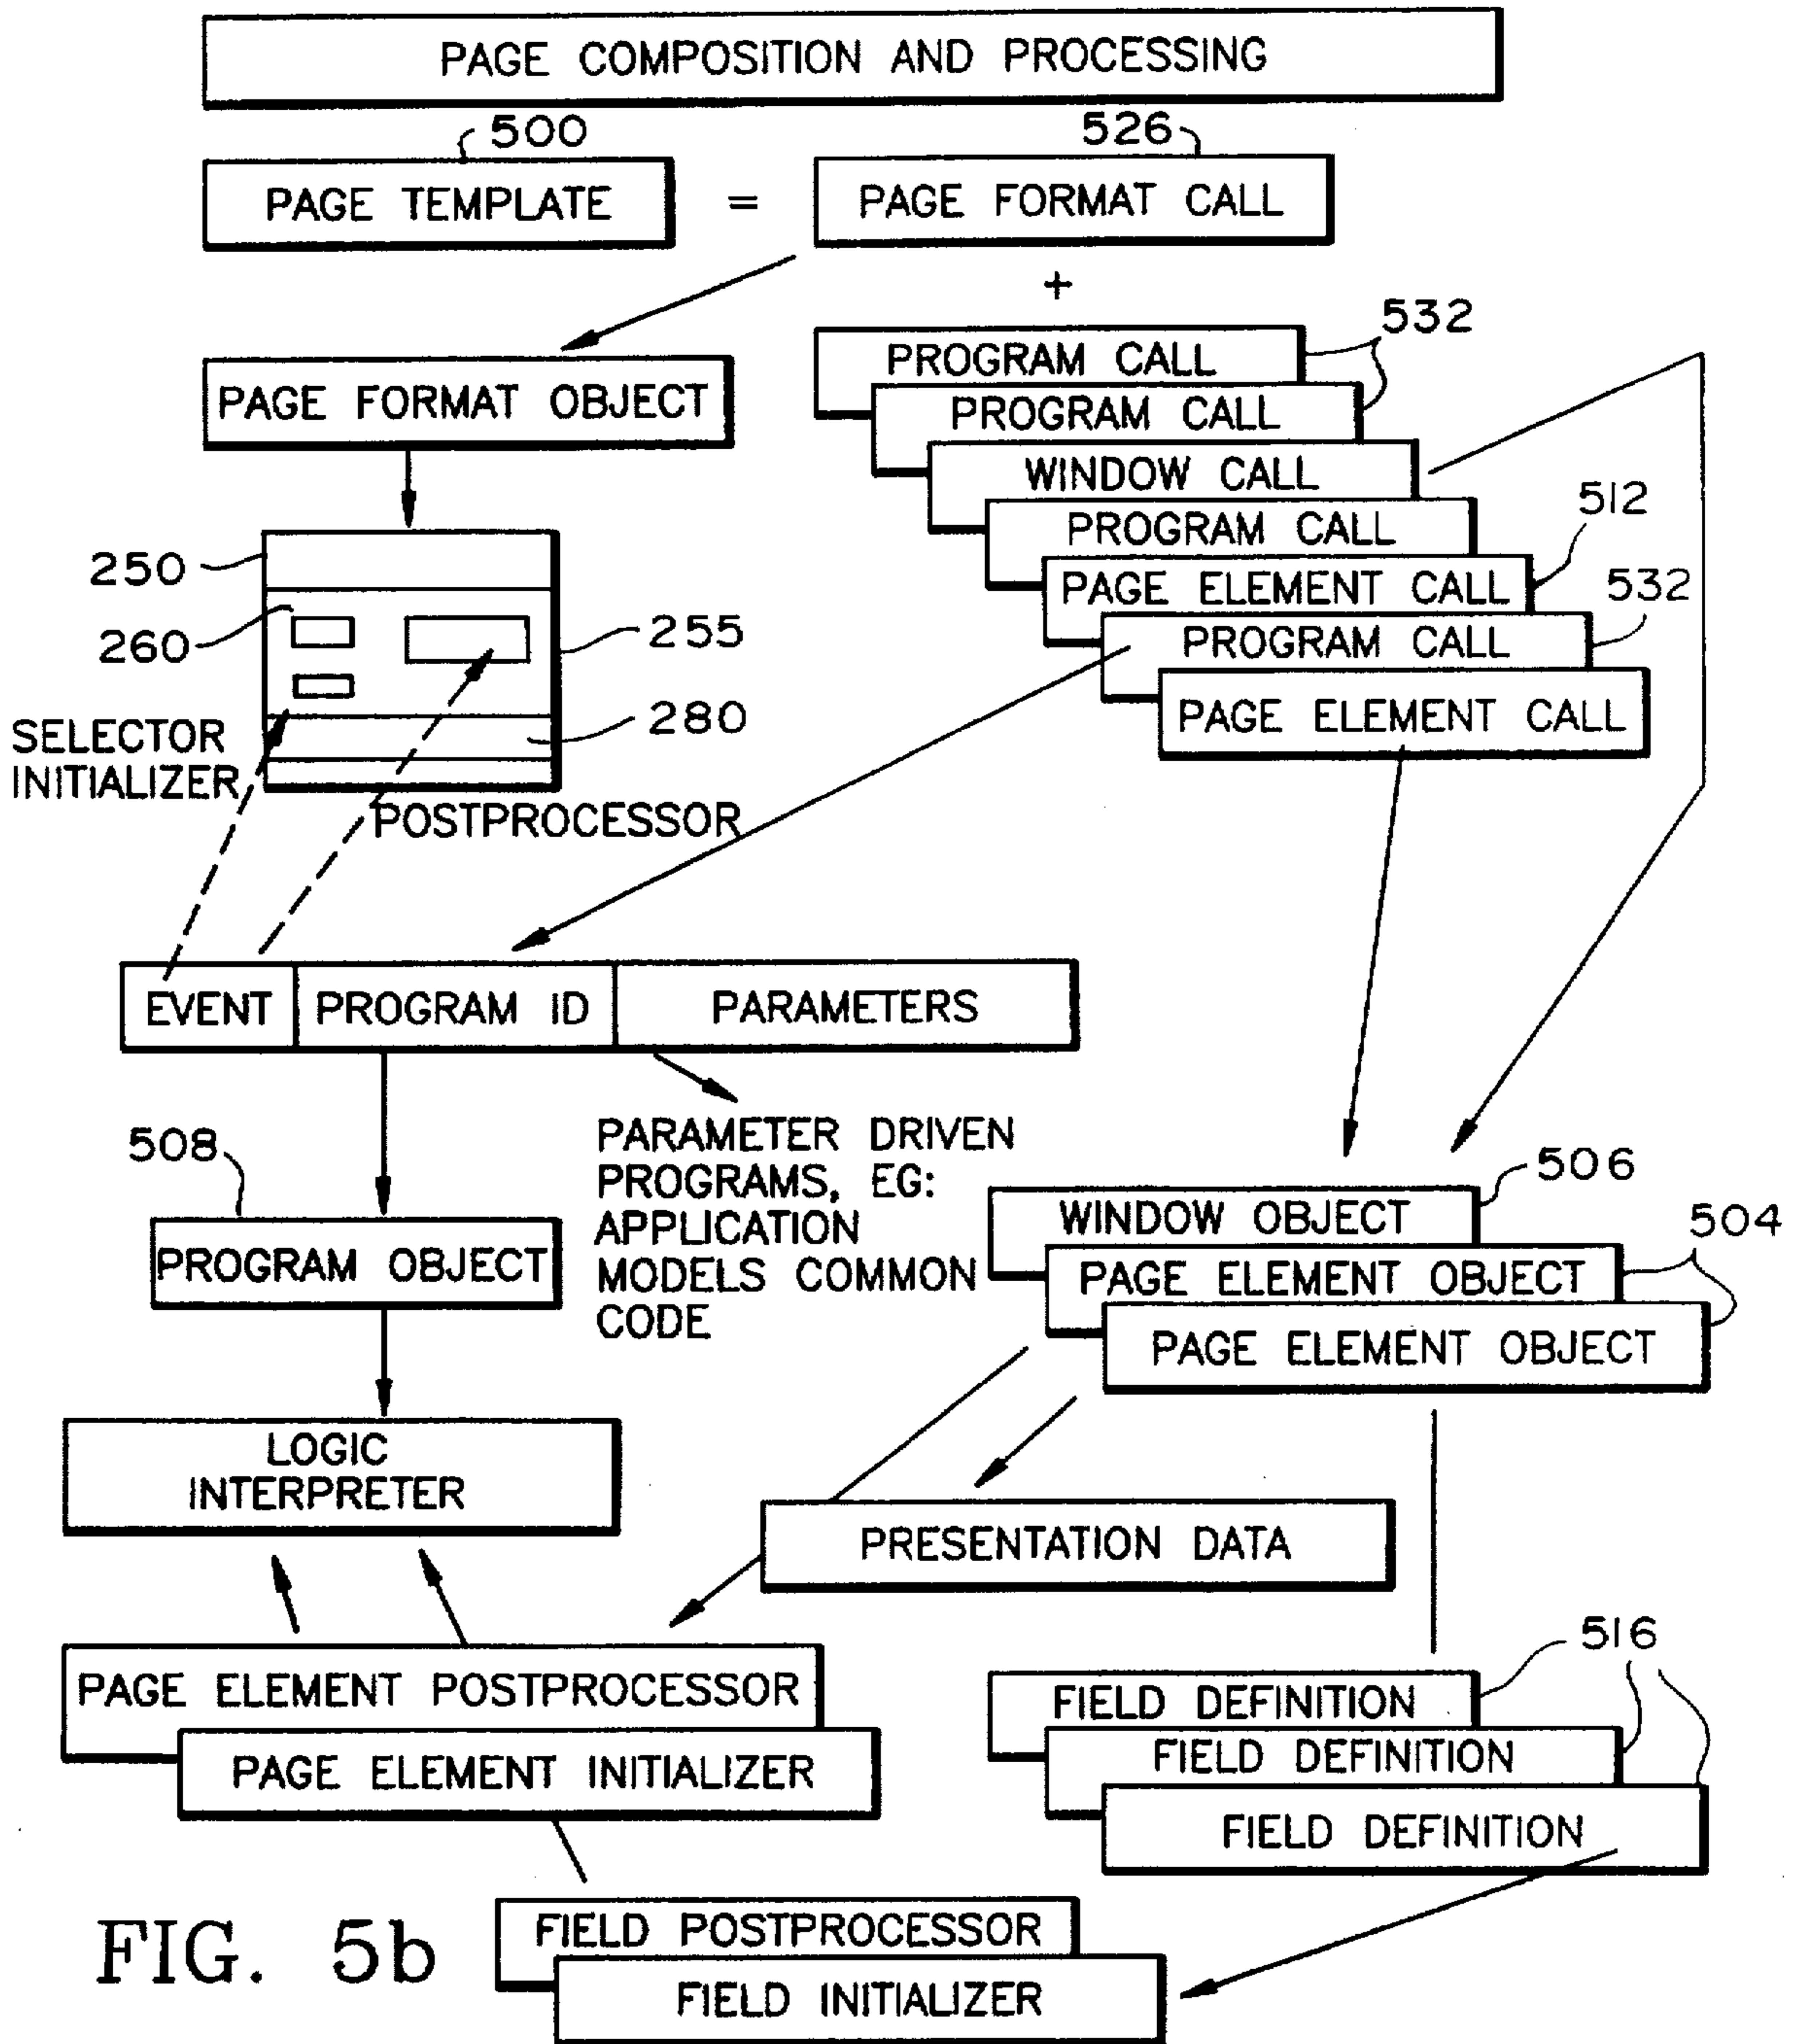 PAGE COMPOSITION AND PROCESSING
500
526
PAGE TEMPLATE = PAGE FORMAT CALL
+
532
PROGRAM CALL
PAGE FORMAT OBJECT
PROGRAM CALL
WINDOW CALL
512
PROGRAM CALL
250
PAGE ELEMENT CALL
532
260
255
PROGRAM CALL
280
PAGE ELEMENT CALL
SELECTOR
INITIALIZER
POSTPROCESSOR
EVENT PROGRAM ID PARAMETERS
508
PARAMETER DRIVEN
PROGRAMS, EG:
APPLICATION
MODELS COMMON
CODE
506
WINDOW OBJECT
504
PROGRAM OBJECT
PAGE ELEMENT OBJECT
PAGE ELEMENT OBJECT
LOGIC
INTERPRETER
PRESENTATION DATA
516
PAGE ELEMENT POSTPROCESSOR
FIELD DEFINITION
PAGE ELEMENT INITIALIZER
FIELD DEFINITION
FIELD DEFINITION
FIELD POSTPROCESSOR
FIELD INITIALIZER
FIG. 5b